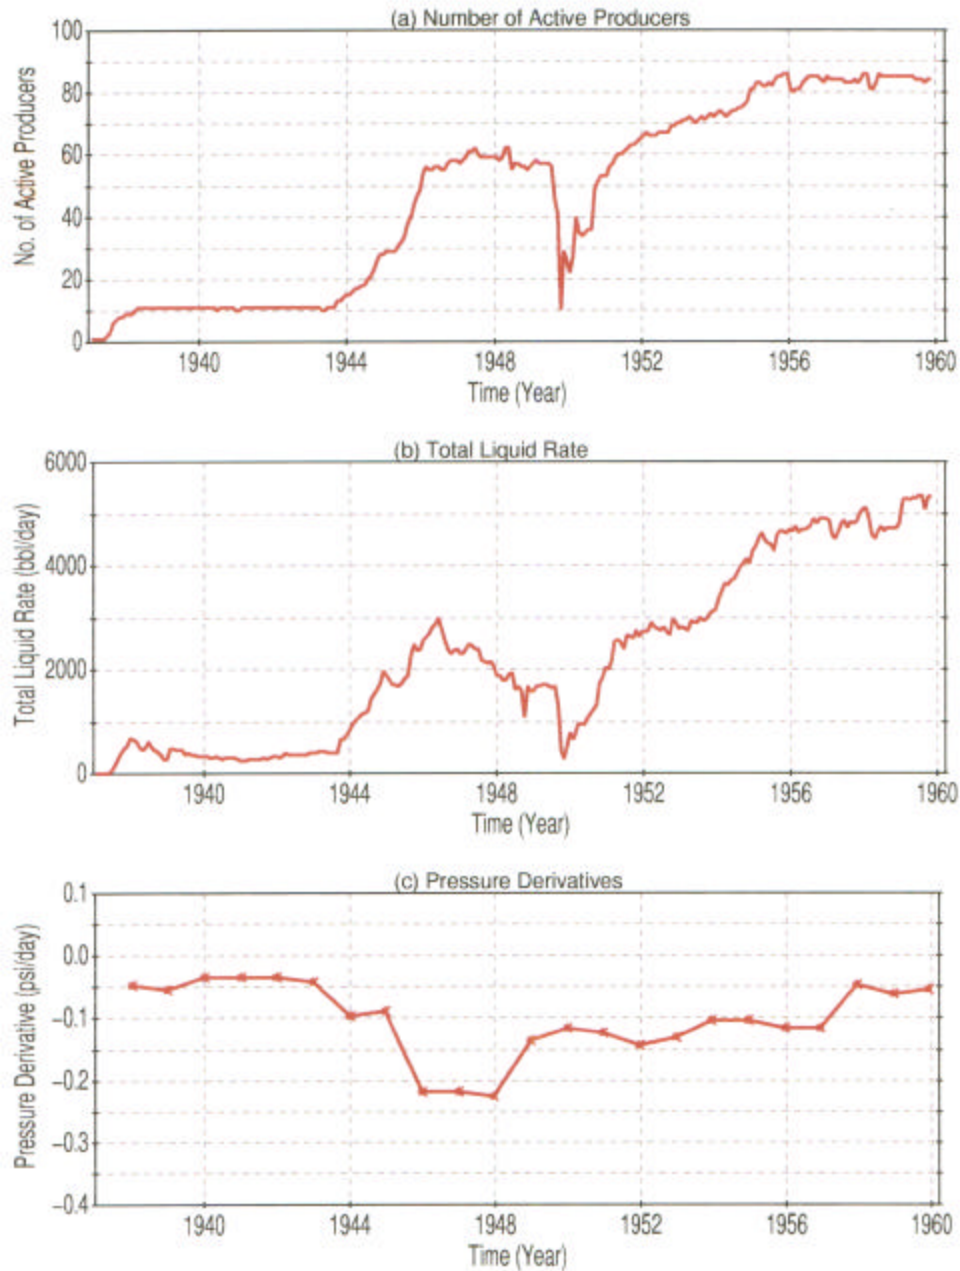 (a) Number of Active Producers
No. of Active Producers
100
80
60
40
20
0
1940 1944 1948 1952 1956 1960
Time (Year)
(b) Total Liquid Rate
Total Liquid Rate (bbl/day)
6000
4000
2000
0
1940 1944 1948 1952 1956 1960
Time (Year)
(c) Pressure Derivatives
Pressure Derivative (psi/day)
0.1
0.0
−0.1
−0.2
−0.3
−0.4
1940 1944 1948 1952 1956 1960
Time (Year)